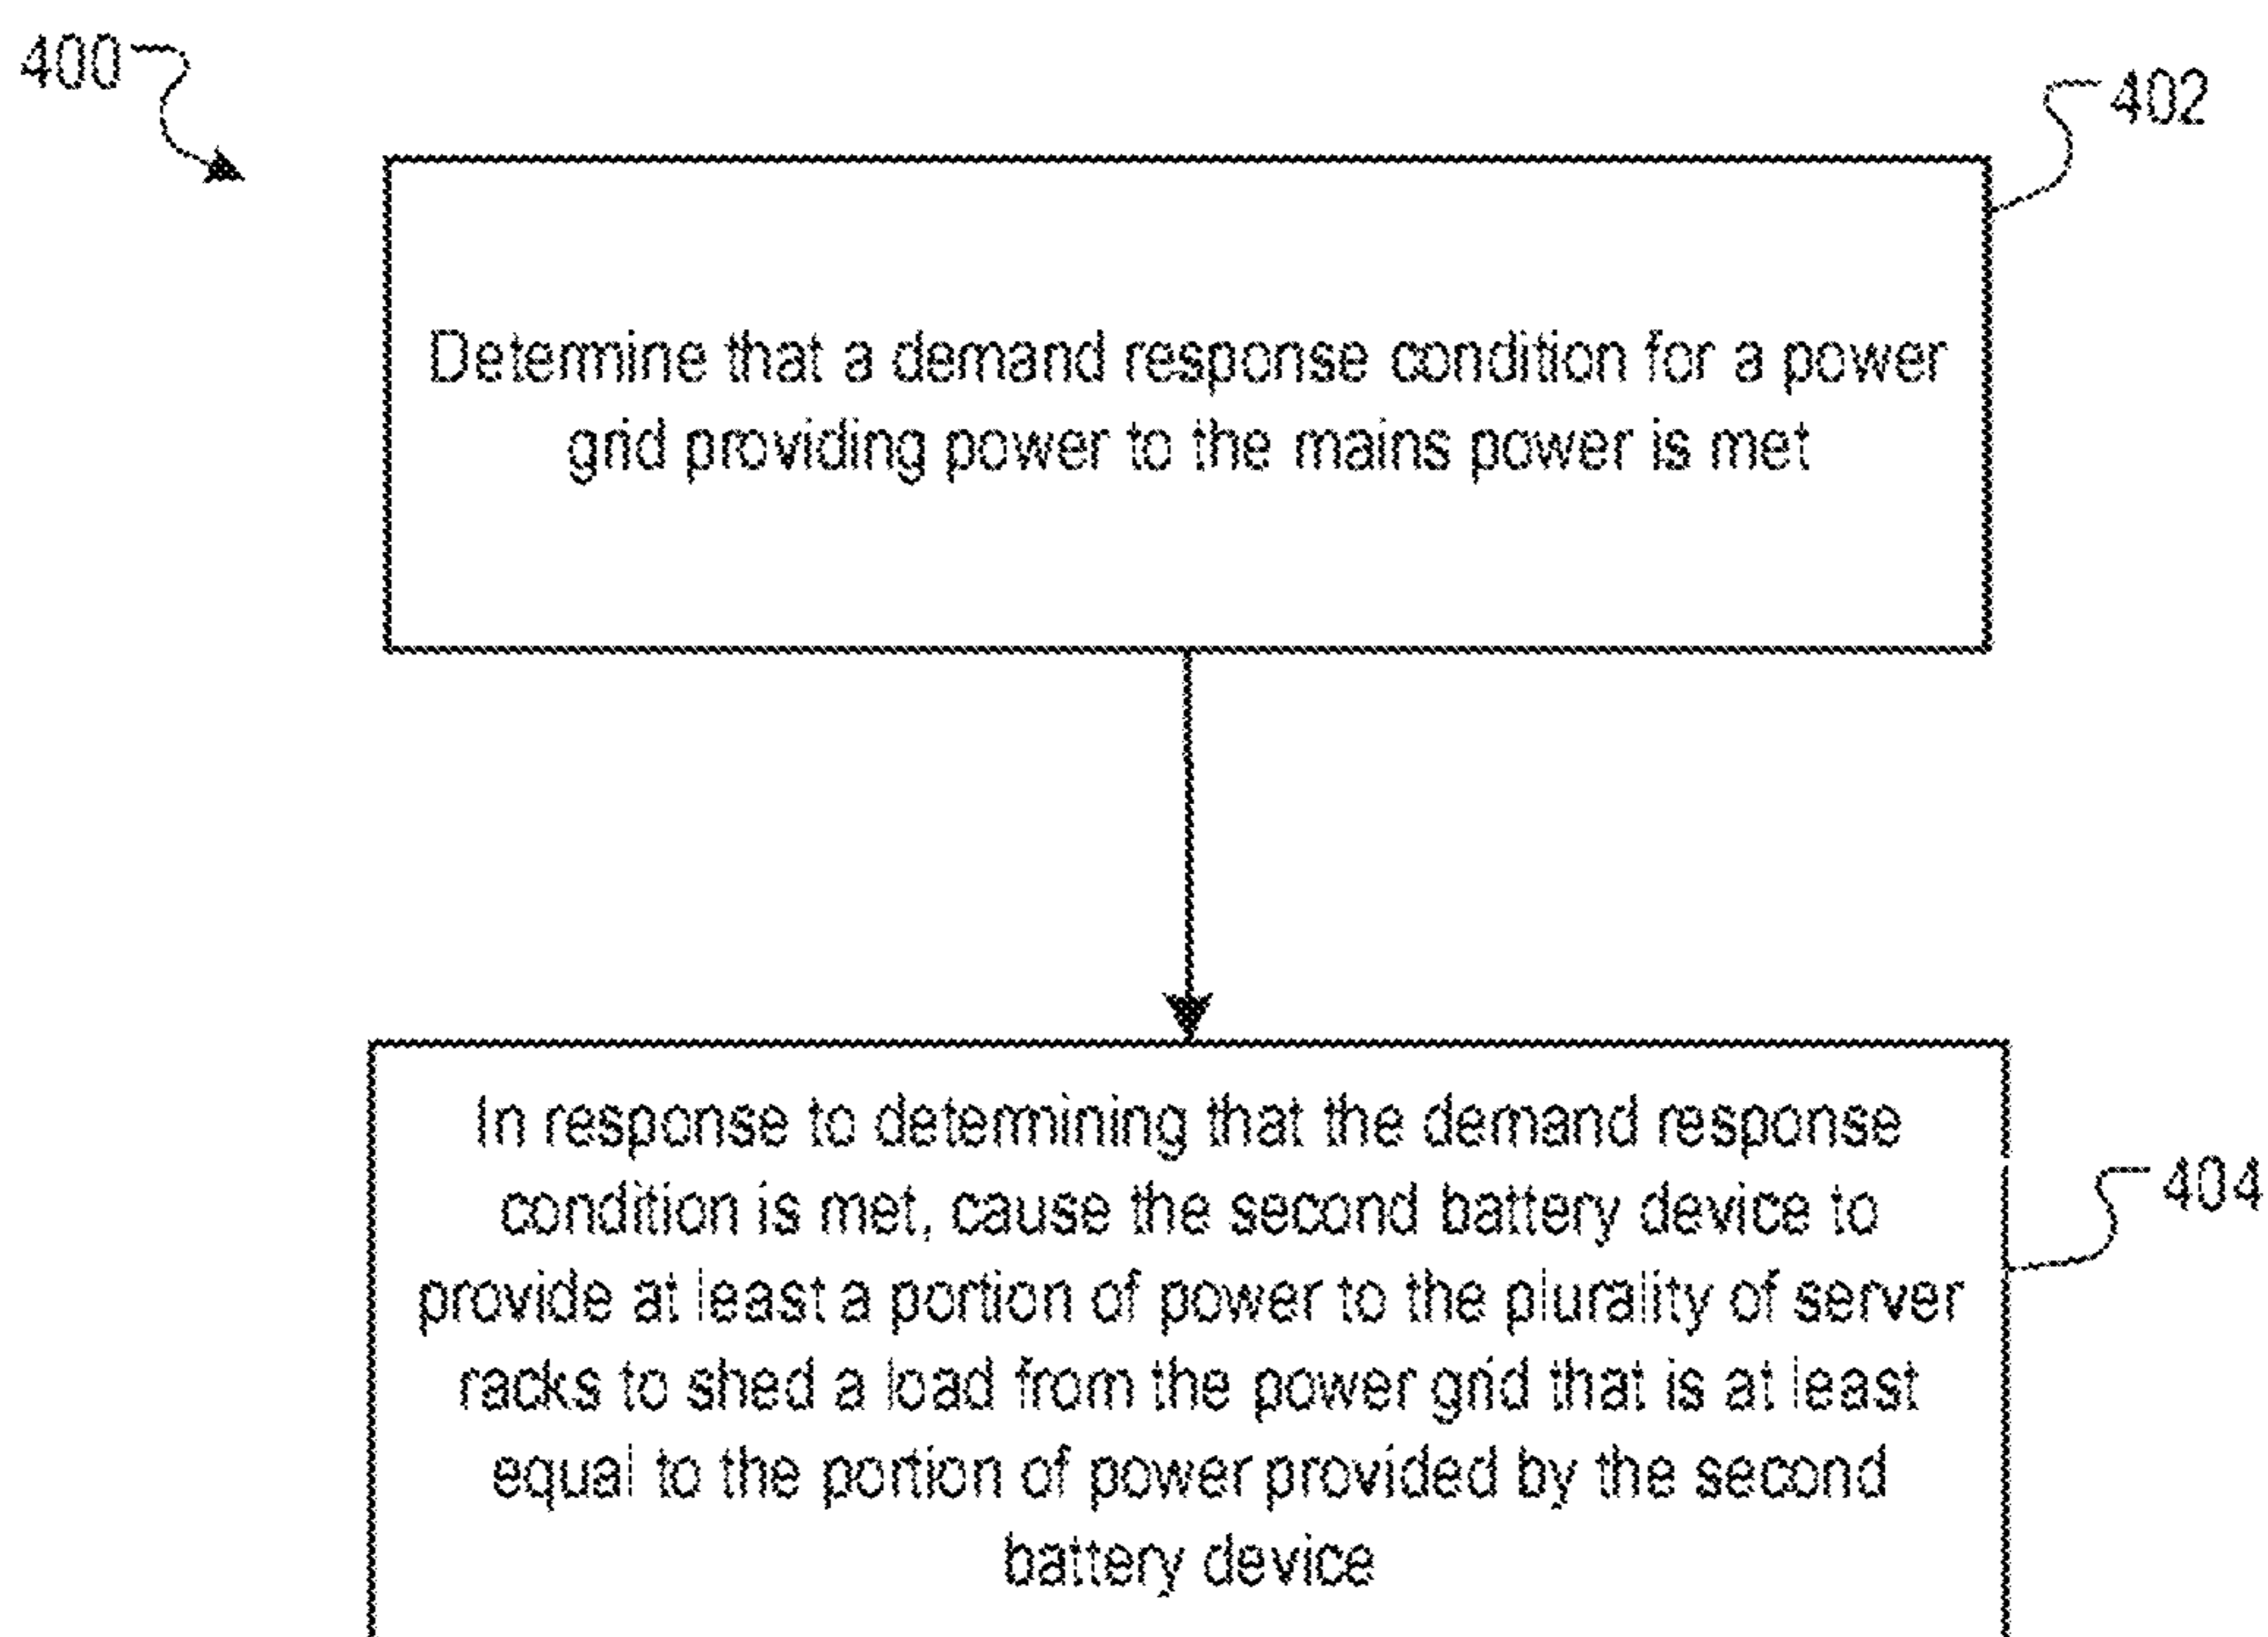 400
402
Determine that a demand response condition for a power
grid providing power to the mains power is met
In response to determining that the demand response
condition is met, cause the second battery device to
404
provide at least a portion of power to the plurality of server
racks to shed a load from the power grid that is at least
equal to the portion of power provided by the second
battery device